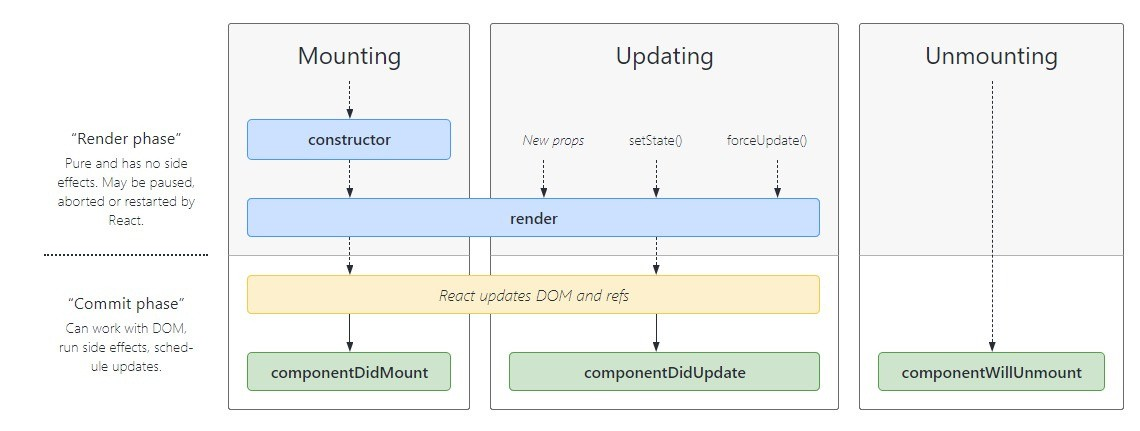 Mounting
Updating
Unmounting
“Render phase”
Pure and has no side
effects. May be paused,
aborted or restarted by
React.
constructor
New props
setState()
forceUpdate()
render
“Commit phase”
Can work with DOM,
run side effects, sched-
ule updates.
React updates DOM and refs
componentDidMount
componentDidUpdate
componentWillUnmount